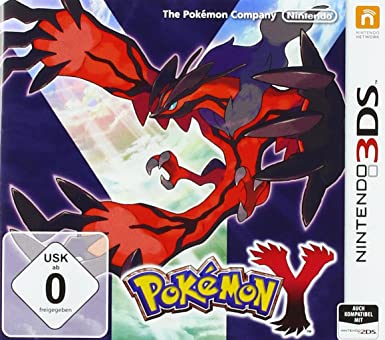 The Pokémon Company Nintendo
NINTENDO
NETWORK
NINTENDO 3DS
USK
ab
0
freigegeben
POKéMON Y
AUCH
KOMPATIBEL
MIT
NINTENDO 2DS